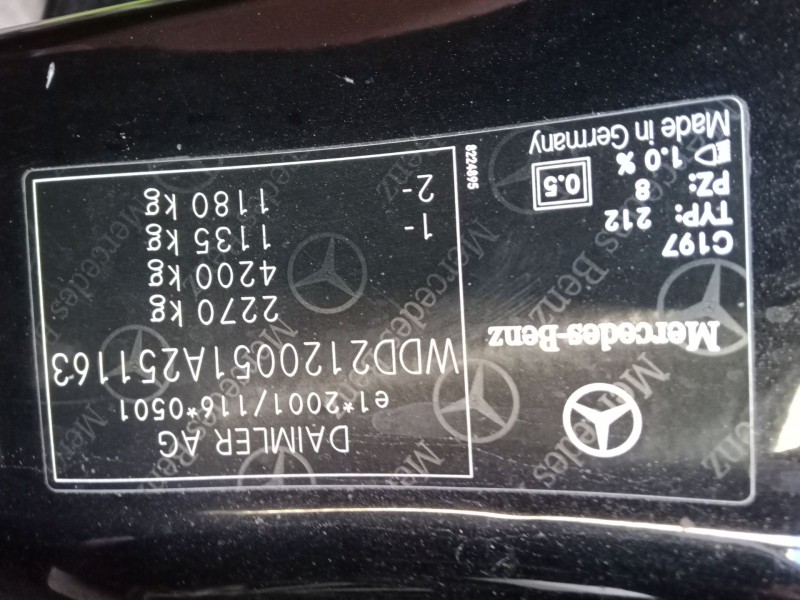 Mercedes-Benz
C197
TYP: 212
PZ: 8
1.0 %
0.5
Made in Germany
DAIMLER AG
e1*2001/116*0501
WDD2120051A251163
2270 kg
4200 kg
1- 1135 kg
2- 1180 kg
8224695